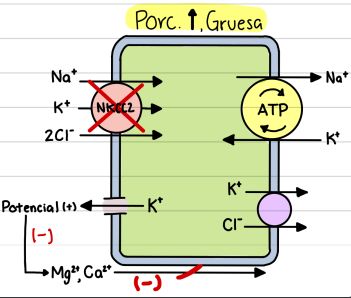 Porc. ↑, Gruesa
Na⁺
K⁺
2Cl⁻
NKCC2
ATP
Na⁺
K⁺
Potencial (+)
K⁺
K⁺
Cl⁻
(-)
Mg²⁺, Ca²⁺
(-)